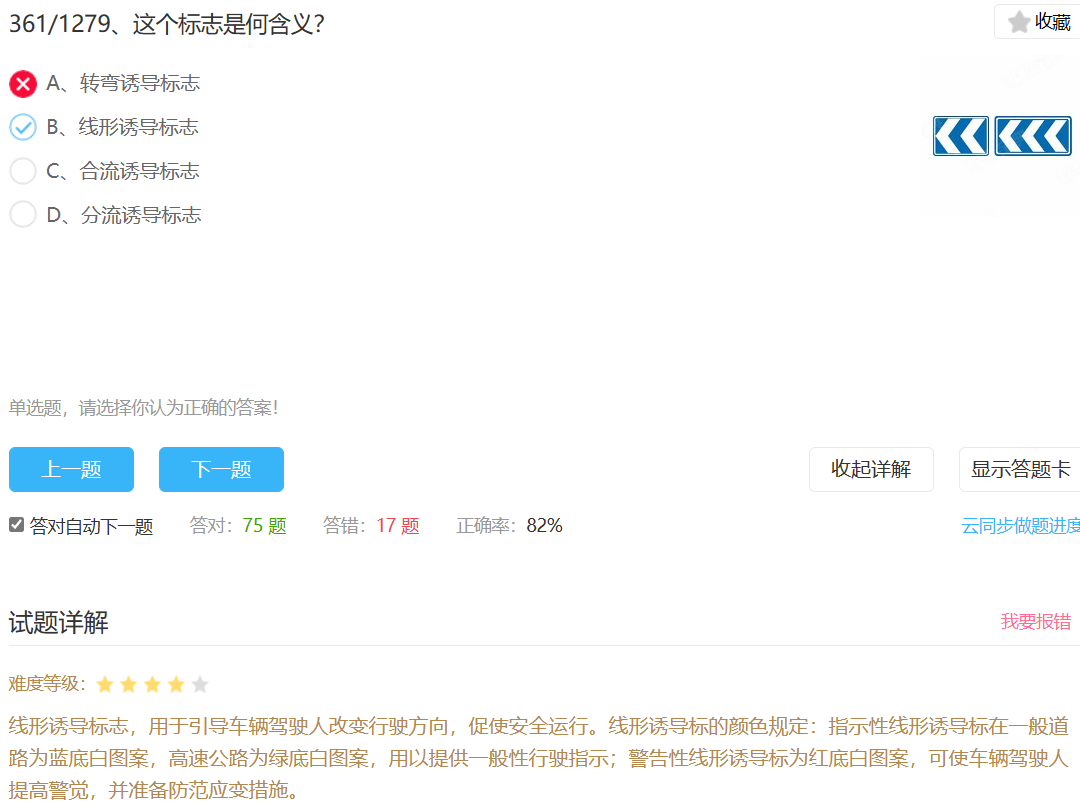 361/1279、这个标志是何含义？
收藏
A、转弯诱导标志
B、线形诱导标志
C、合流诱导标志
D、分流诱导标志
单选题，请选择你认为正确的答案！
上一题
下一题
收起详解
显示答题卡
答对自动下一题
答对：75 题
答错：17 题
正确率：82%
云同步做题进度
试题详解
我要报错
难度等级：
线形诱导标志，用于引导车辆驾驶人改变行驶方向，促使安全运行。线形诱导标的颜色规定：指示性线形诱导标在一般道
路为蓝底白图案，高速公路为绿底白图案，用以提供一般性行驶指示；警告性线形诱导标为红底白图案，可使车辆驾驶人
提高警觉，并准备防范应变措施。